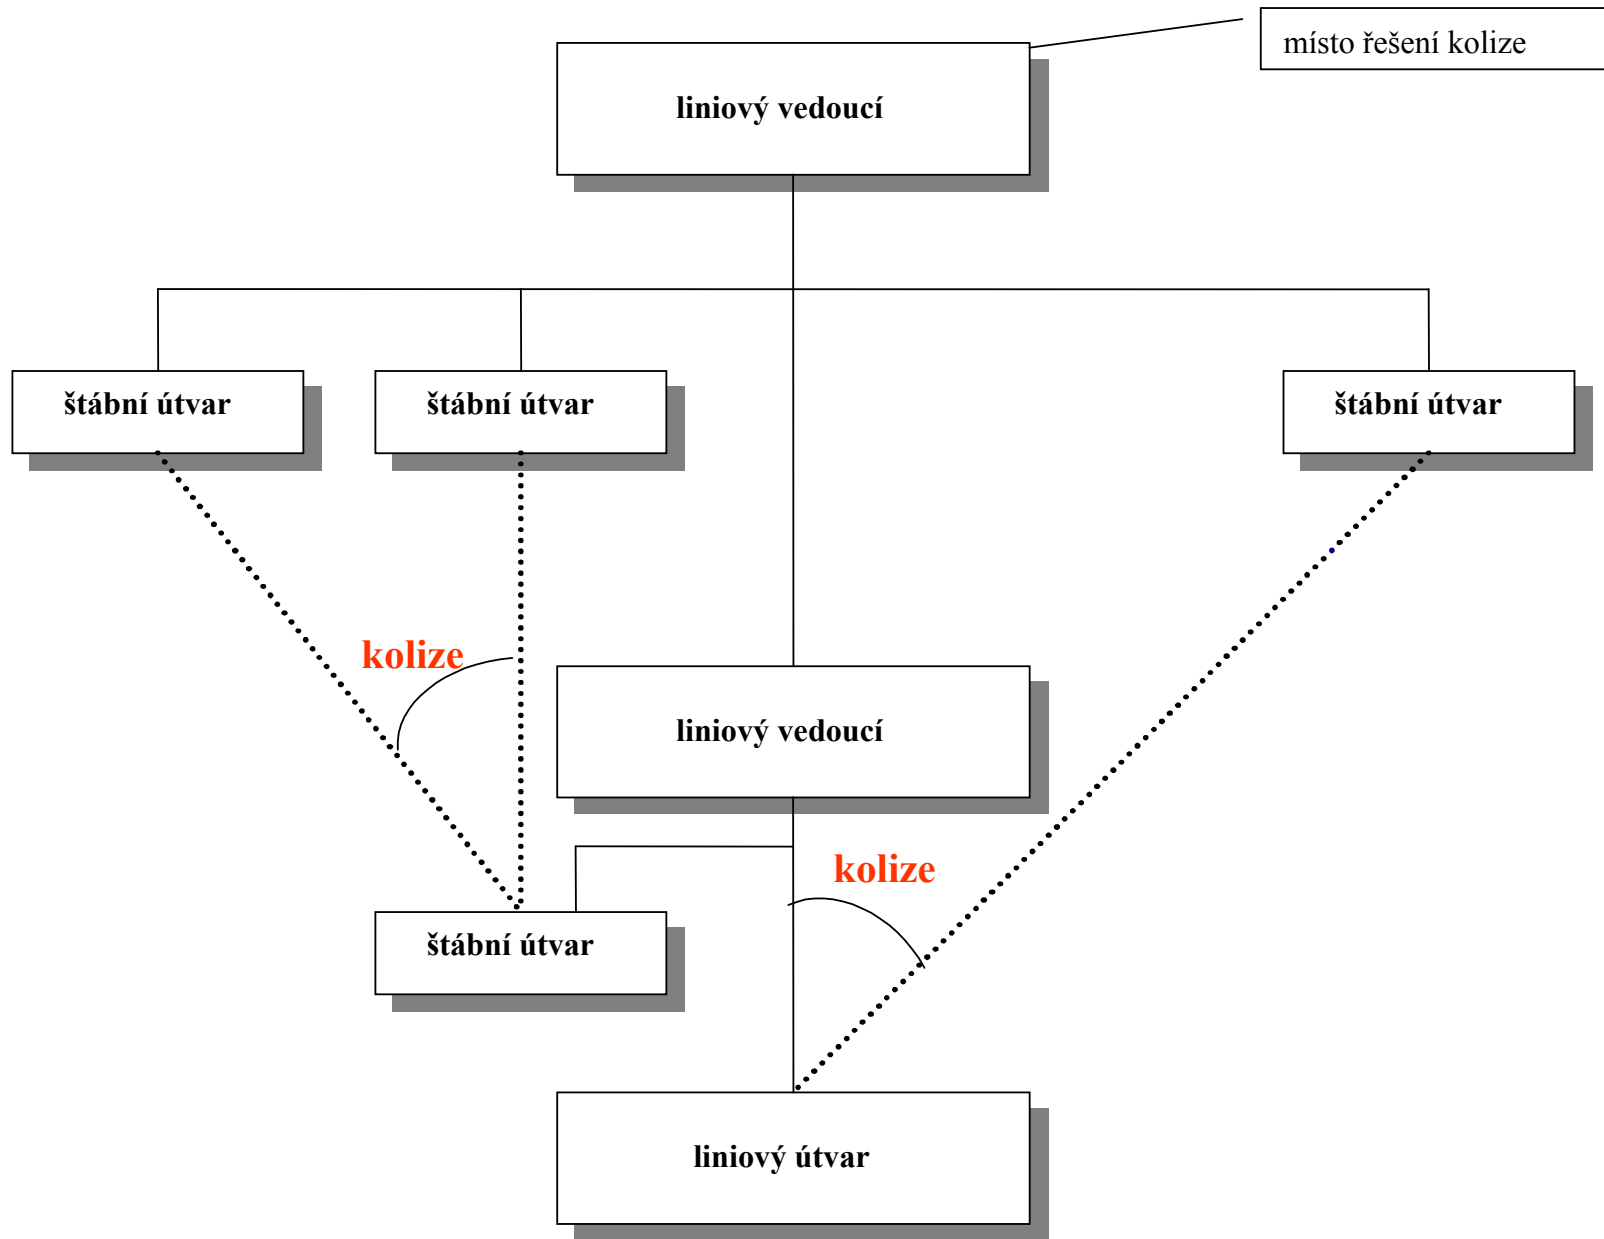 místo řešení kolize
liniový vedoucí
štábní útvar
štábní útvar
štábní útvar
kolize
liniový vedoucí
kolize
štábní útvar
liniový útvar